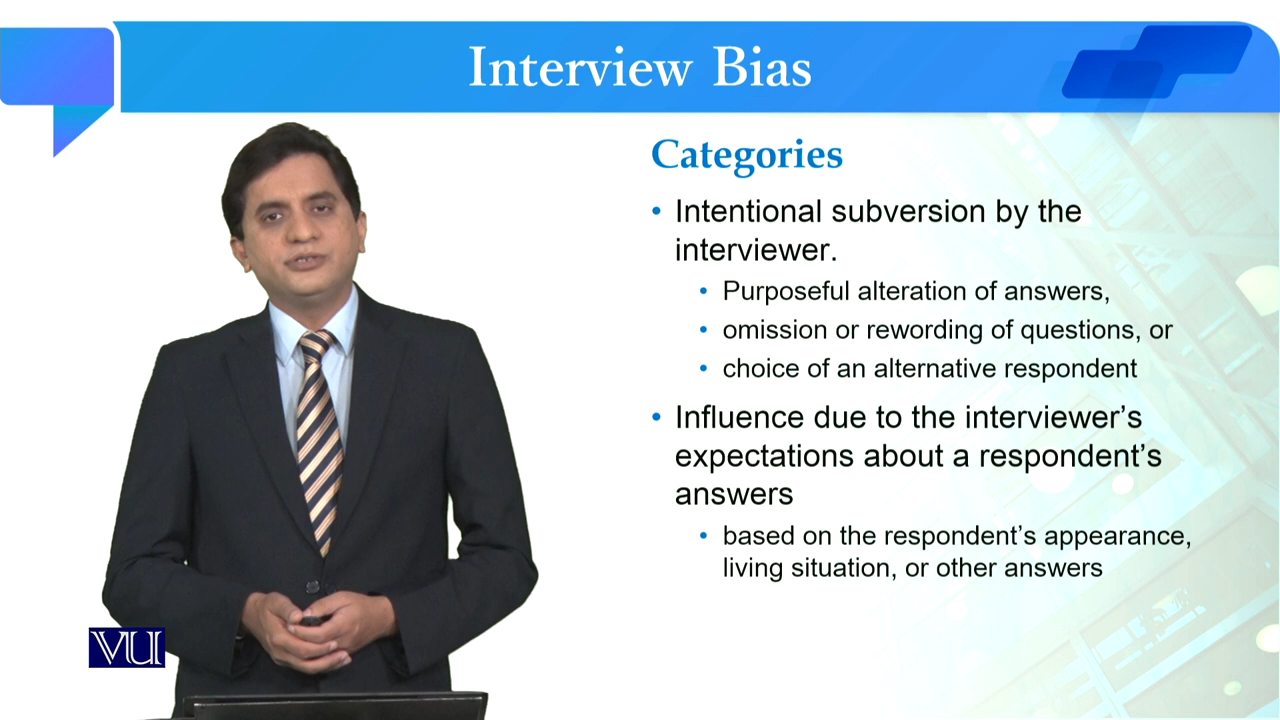 Interview Bias
Categories
• Intentional subversion by the
interviewer.
• Purposeful alteration of answers,
• omission or rewording of questions, or
• choice of an alternative respondent
• Influence due to the interviewer’s
expectations about a respondent’s
answers
• based on the respondent’s appearance,
living situation, or other answers
VU